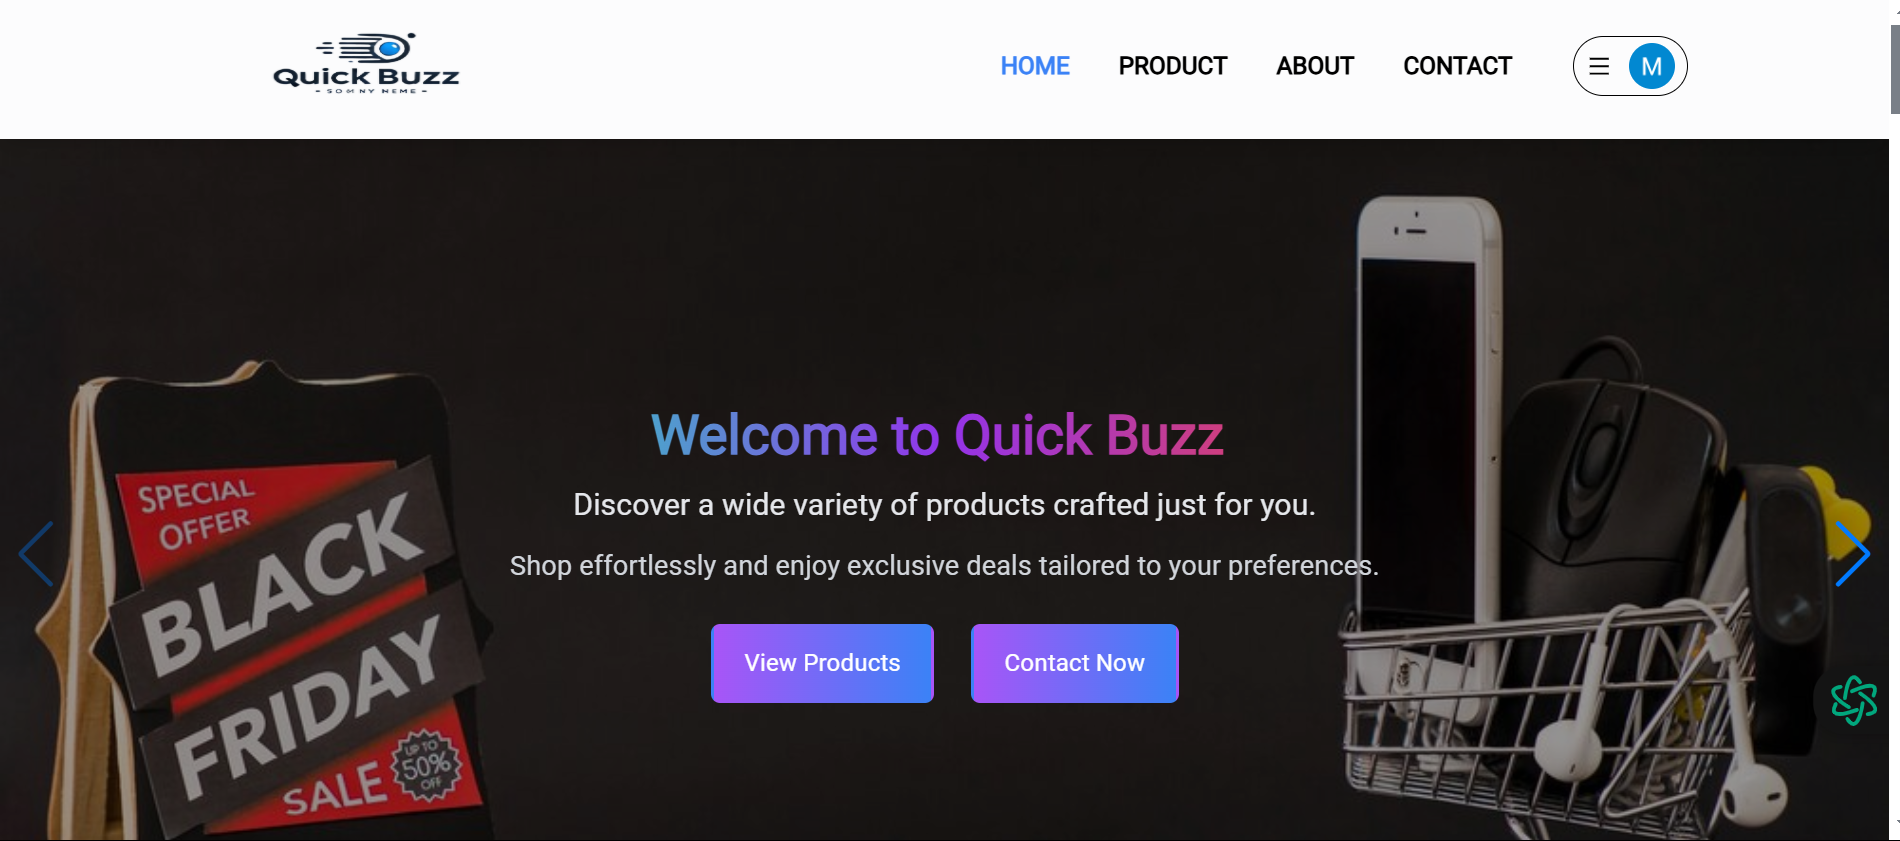 Quick Buzz
- SOMNY NEME -
HOME PRODUCT ABOUT CONTACT
M
Welcome to Quick Buzz
Discover a wide variety of products crafted just for you.
Shop effortlessly and enjoy exclusive deals tailored to your preferences.
View Products Contact Now
SPECIAL
OFFER
BLACK
FRIDAY
SALE
UP TO
50%
OFF